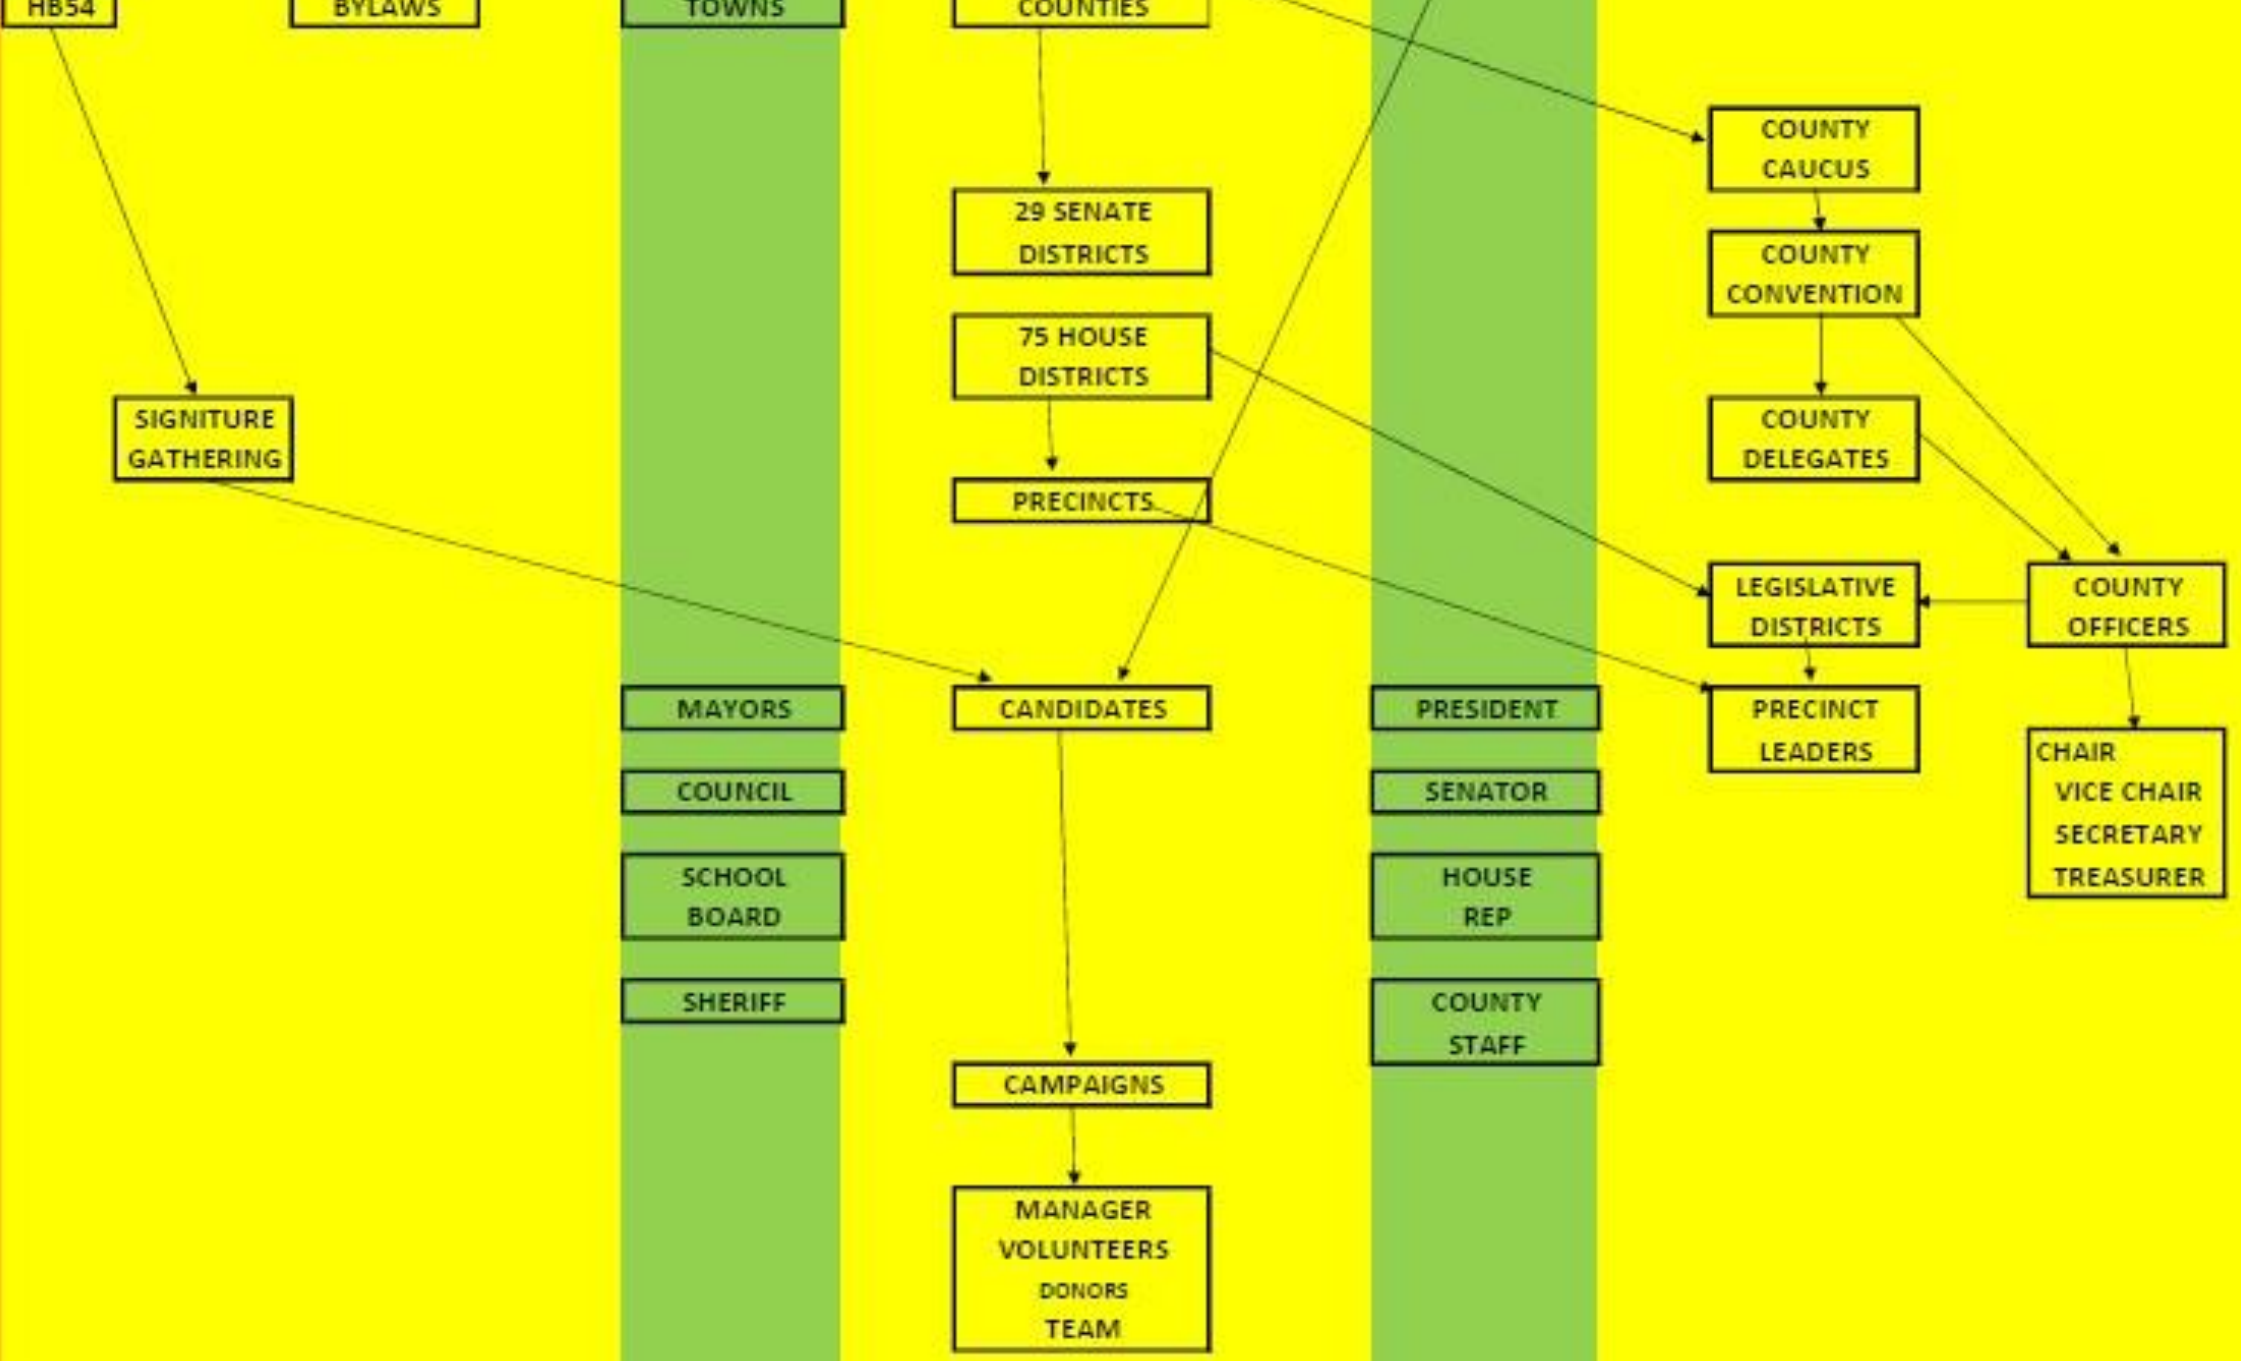 HB54
BYLAWS
TOWNS
COUNTIES
COUNTY
CAUCUS
29 SENATE
DISTRICTS
COUNTY
CONVENTION
75 HOUSE
DISTRICTS
SIGNITURE
GATHERING
COUNTY
DELEGATES
PRECINCTS
LEGISLATIVE
DISTRICTS
COUNTY
OFFICERS
MAYORS
CANDIDATES
PRESIDENT
PRECINCT
LEADERS
CHAIR
VICE CHAIR
SECRETARY
TREASURER
COUNCIL
SENATOR
SCHOOL
BOARD
HOUSE
REP
SHERIFF
COUNTY
STAFF
CAMPAIGNS
MANAGER
VOLUNTEERS
DONORS
TEAM